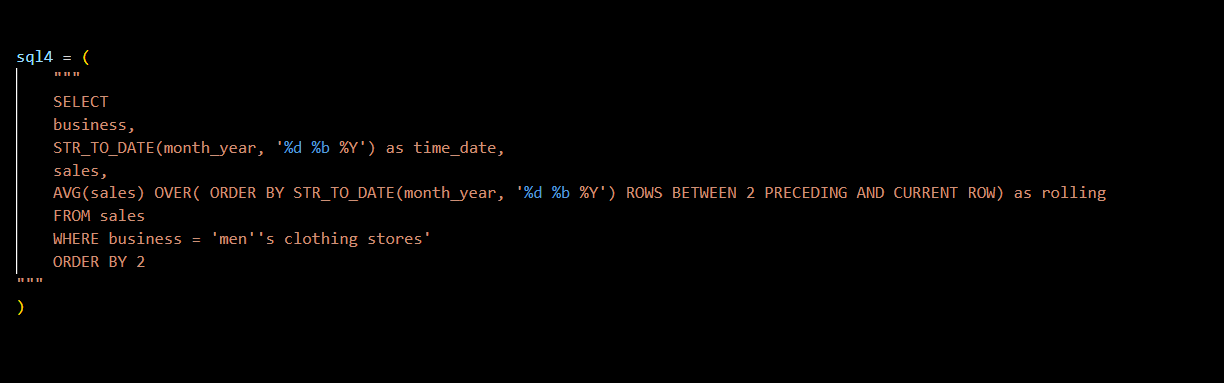 sql4 = (
"""
SELECT
business,
STR_TO_DATE(month_year, '%d %b %Y') as time_date,
sales,
AVG(sales) OVER( ORDER BY STR_TO_DATE(month_year, '%d %b %Y') ROWS BETWEEN 2 PRECEDING AND CURRENT ROW) as rolling
FROM sales
WHERE business = 'men''s clothing stores'
ORDER BY 2
"""
)